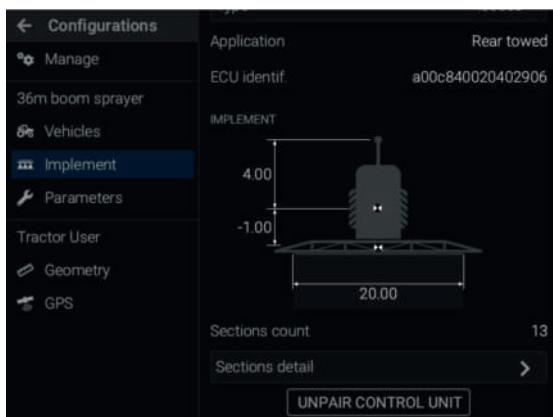 ← Configurations
Manage
36m boom sprayer
Vehicles
Implement
Parameters
Tractor User
Geometry
GPS
Application Rear towed
ECU identif. a00c840020402906
IMPLEMENT
4.00
-1.00
20.00
Sections count 13
Sections detail
UNPAIR CONTROL UNIT